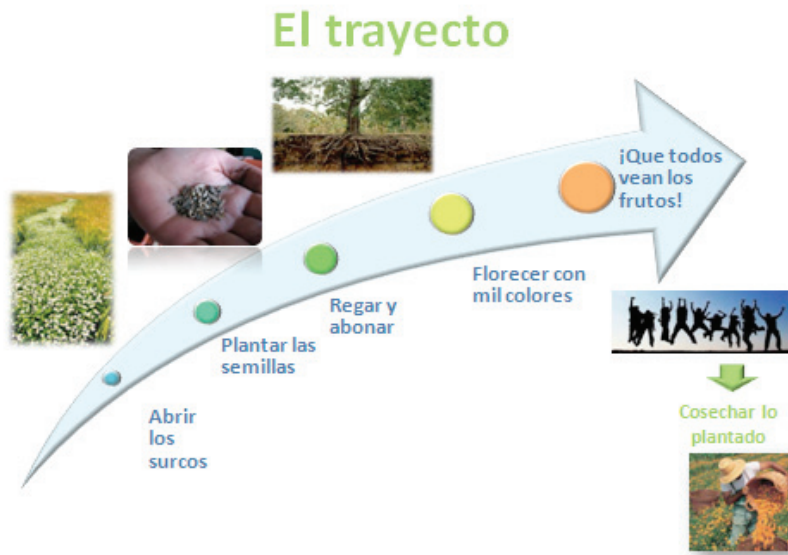 El trayecto
Abrir
los
surcos
Plantar las
semillas
Regar y
abonar
Florecer con
mil colores
¡Que todos
vean los
frutos!
Cosechar lo
plantado